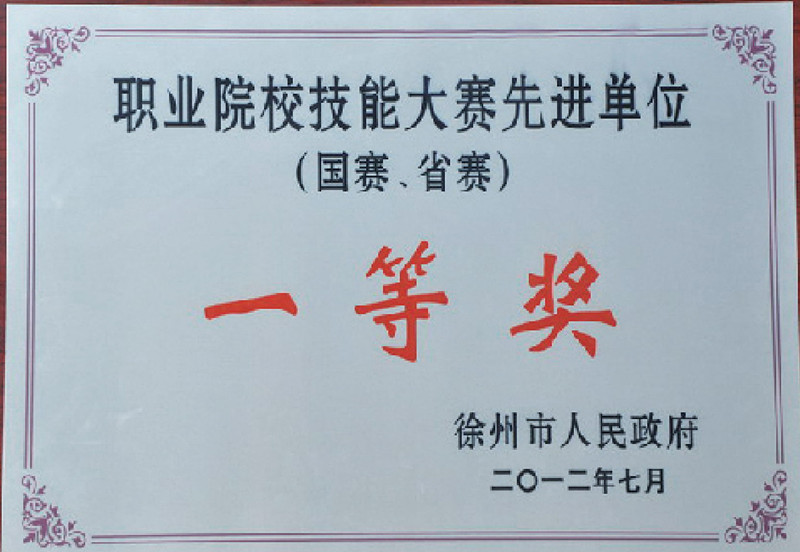 职业院校技能大赛先进单位
（国赛、省赛）
一等奖
徐州市人民政府
二〇一二年七月